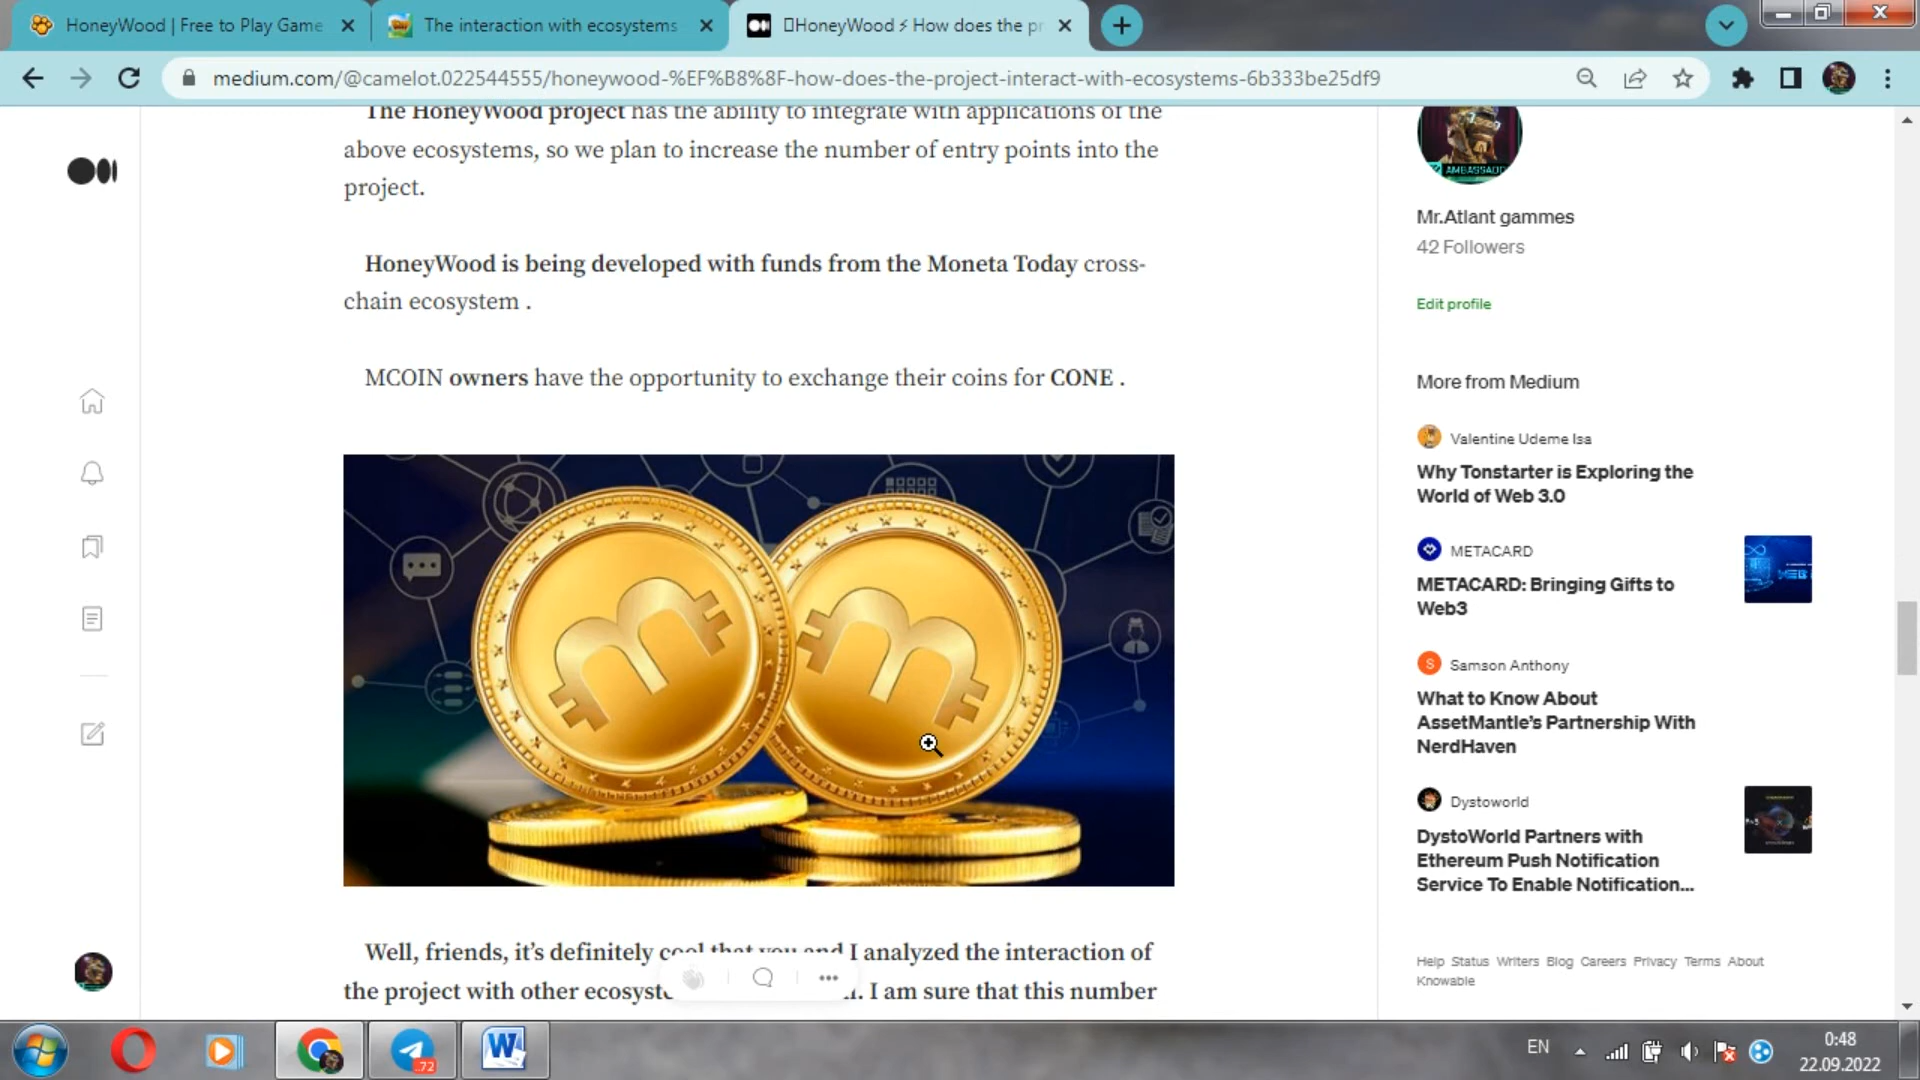 HoneyWood | Free to Play Game
The interaction with ecosystems
HoneyWood ⚡ How does the pr
medium.com/@camelot.022544555/honeywood-%EF%B8%8F-how-does-the-project-interact-with-ecosystems-6b333be25df9
The HoneyWood project has the ability to integrate with applications of the
above ecosystems, so we plan to increase the number of entry points into the
project.
HoneyWood is being developed with funds from the Moneta Today cross-
chain ecosystem .
MCOIN owners have the opportunity to exchange their coins for CONE .
Well, friends, it's definitely cool that you and I analyzed the interaction of
the project with other ecosyste
. I am sure that this number
AMBASSADO
Mr.Atlant gammes
42 Followers
Edit profile
More from Medium
Valentine Udeme Isa
Why Tonstarter is Exploring the
World of Web 3.0
METACARD
METACARD: Bringing Gifts to
Web3
S Samson Anthony
What to Know About
AssetMantle's Partnership With
NerdHaven
Dystoworld
DystoWorld Partners with
Ethereum Push Notification
Service To Enable Notification...
Help Status Writers Blog Careers Privacy Terms About
Knowable
72
W
EN
0:48
22.09.2022